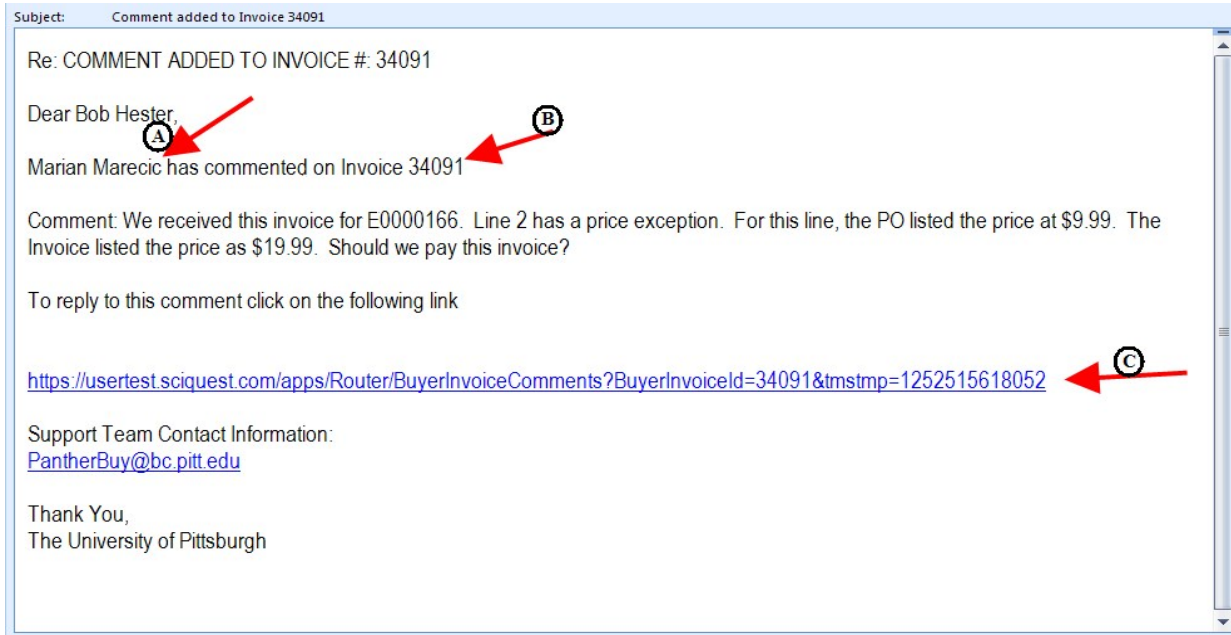 Subject: Comment added to Invoice 34091
Re: COMMENT ADDED TO INVOICE #: 34091
Dear Bob Hester,
A
B
Marian Marecic has commented on Invoice 34091
Comment: We received this invoice for E0000166. Line 2 has a price exception. For this line, the PO listed the price at $9.99. The
Invoice listed the price as $19.99. Should we pay this invoice?
To reply to this comment click on the following link
C
https://usertest.sciquest.com/apps/Router/BuyerInvoiceComments?BuyerInvoiceId=34091&tmstmp=1252515618052
Support Team Contact Information:
PantherBuy@bc.pitt.edu
Thank You,
The University of Pittsburgh